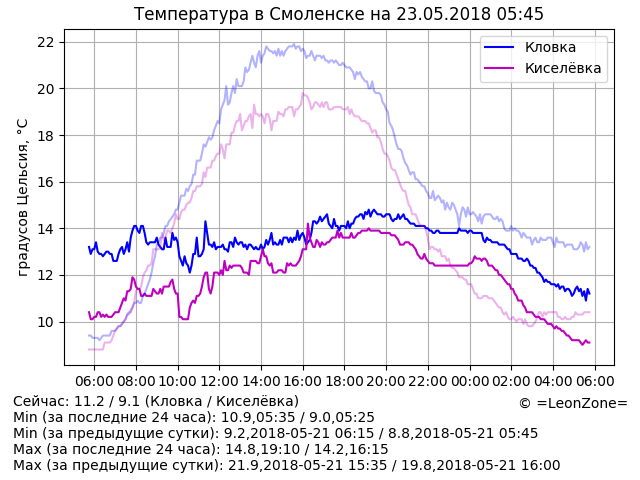 Температура в Смоленске на 23.05.2018 05:45
Кловка
Киселёвка
градусов Цельсия, °C
22
20
18
16
14
12
10
06:00 08:00 10:00 12:00 14:00 16:00 18:00 20:00 22:00 00:00 02:00 04:00 06:00
Сейчас: 11.2 / 9.1 (Кловка / Киселёвка)
© =LeonZone=
Min (за последние 24 часа): 10.9,05:35 / 9.0,05:25
Min (за предыдущие сутки): 9.2,2018-05-21 06:15 / 8.8,2018-05-21 05:45
Max (за последние 24 часа): 14.8,19:10 / 14.2,16:15
Max (за предыдущие сутки): 21.9,2018-05-21 15:35 / 19.8,2018-05-21 16:00